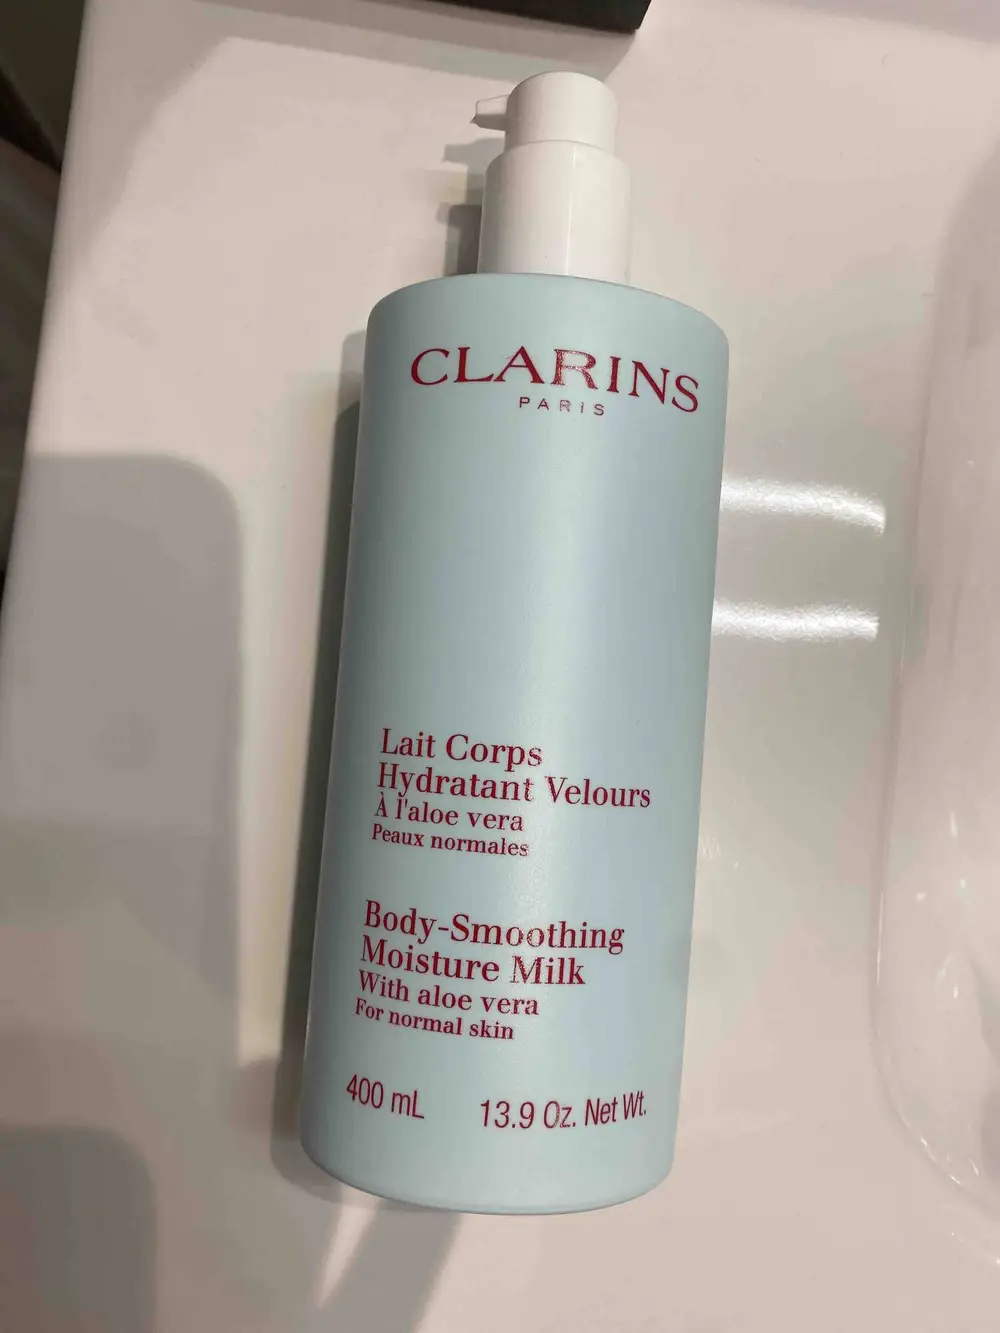 CLARINS
PARIS
Lait Corps
Hydratant Velours
À l'aloe vera
Peaux normales
Body-Smoothing
Moisture Milk
With aloe vera
For normal skin
400 mL 13.9 Oz. Net Wt.